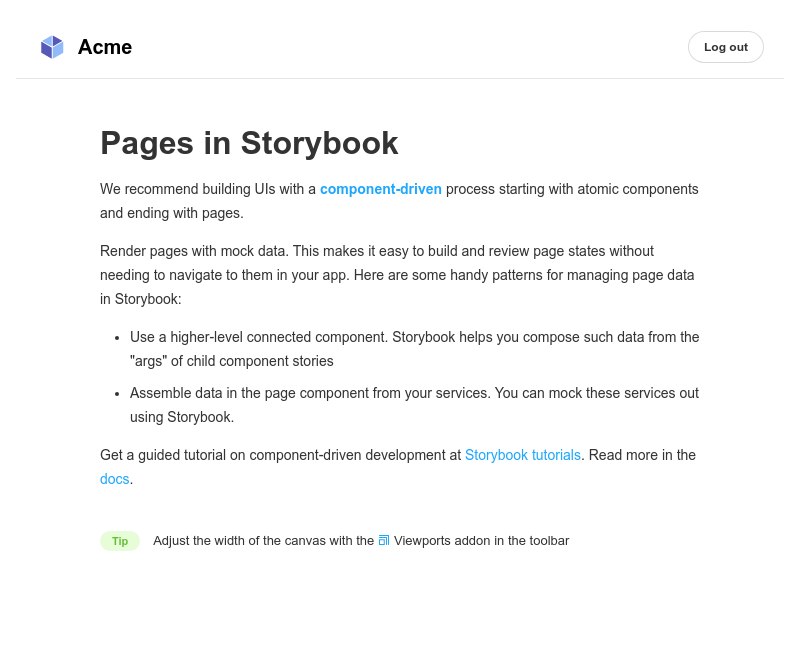 Acme
Log out
Pages in Storybook
We recommend building UIs with a component-driven process starting with atomic components
and ending with pages.
Render pages with mock data. This makes it easy to build and review page states without
needing to navigate to them in your app. Here are some handy patterns for managing page data
in Storybook:
Use a higher-level connected component. Storybook helps you compose such data from the
"args" of child component stories
Assemble data in the page component from your services. You can mock these services out
using Storybook.
Get a guided tutorial on component-driven development at Storybook tutorials. Read more in the
docs.
Tip Adjust the width of the canvas with the Viewports addon in the toolbar